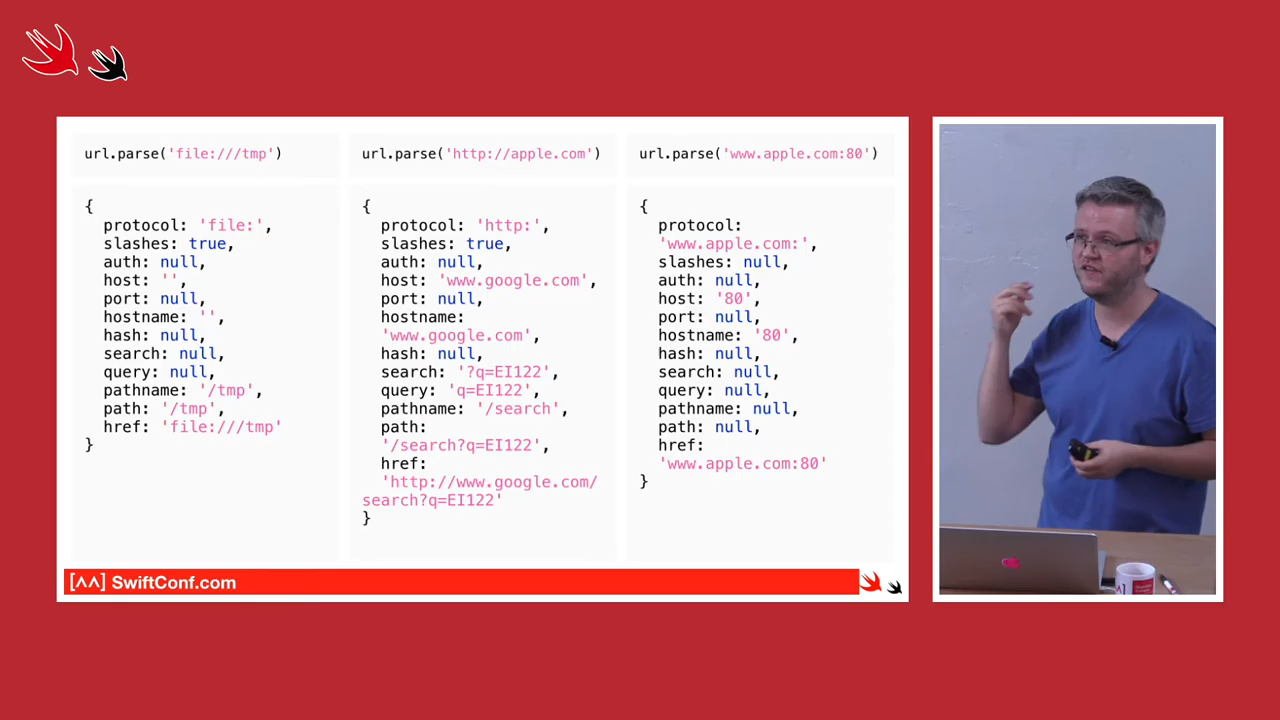 url.parse('file:///tmp')
{
protocol: 'file:',
slashes: true,
auth: null,
host: '',
port: null,
hostname: '',
hash: null,
search: null,
query: null,
pathname: '/tmp',
path: '/tmp',
href: 'file:///tmp'
}
url.parse('http://apple.com')
{
protocol: 'http:',
slashes: true,
auth: null,
host: 'www.google.com',
port: null,
hostname:
'www.google.com',
hash: null,
search: '?q=EI122',
query: 'q=EI122',
pathname: '/search',
path:
'/search?q=EI122',
href:
'http://www.google.com/
search?q=EI122'
}
url.parse('www.apple.com:80')
{
protocol:
'www.apple.com:',
slashes: null,
auth: null,
host: '80',
port: null,
hostname: '80',
hash: null,
search: null,
query: null,
pathname: null,
path: null,
href:
'www.apple.com:80'
}
[^^] SwiftConf.com